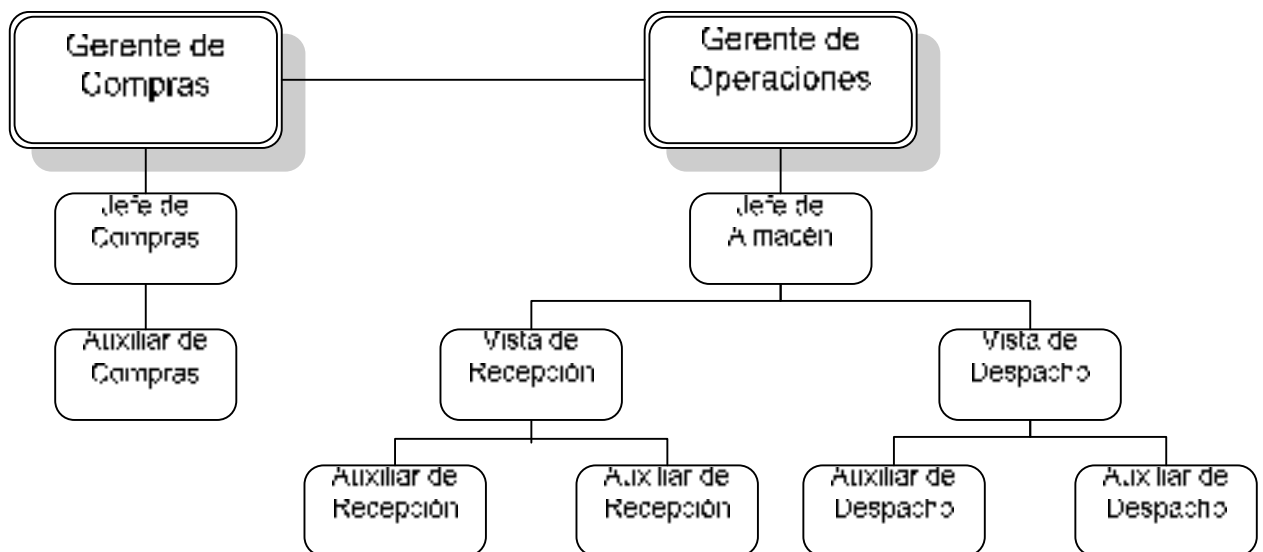 Gerente de
Compras
Gerente de
Operaciones
Jefe de
Compras
Jefe de
Almacén
Auxiliar de
Compras
Vista de
Recepción
Vista de
Despacho
Auxiliar de
Recepción
Auxiliar de
Recepción
Auxiliar de
Despacho
Auxiliar de
Despacho